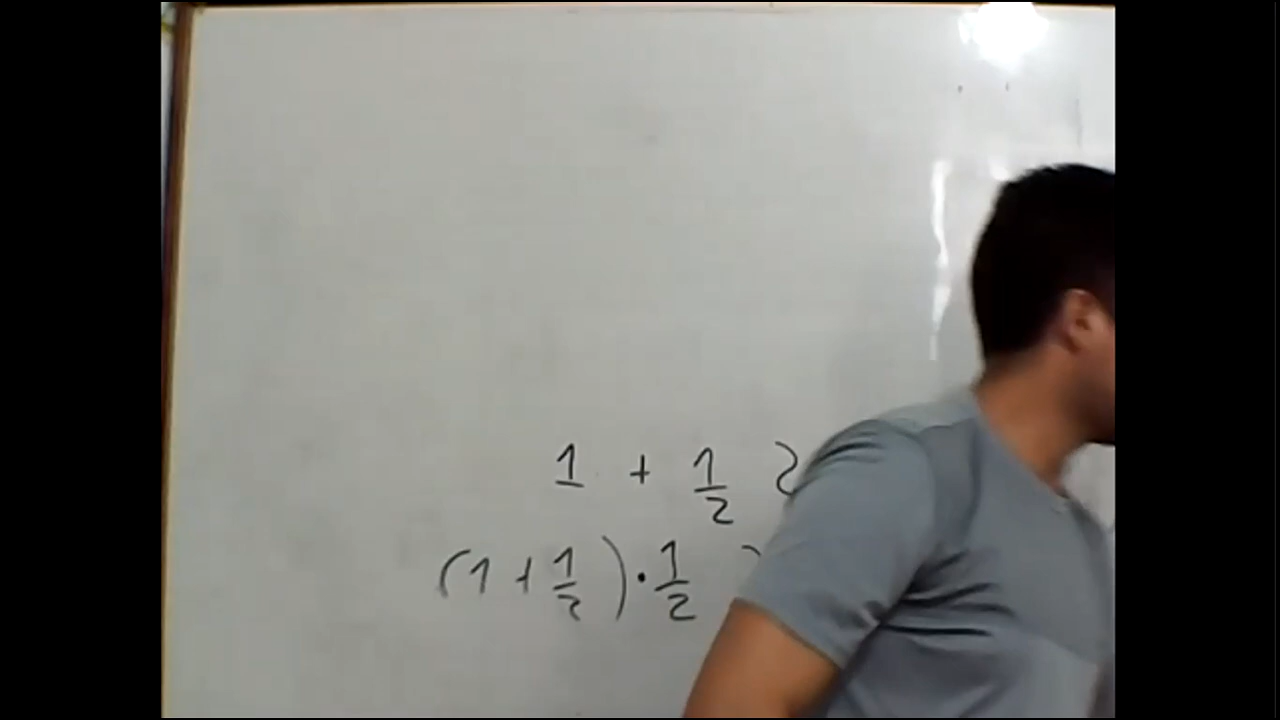 1 + 1/2
(1 + 1/2) · 1/2